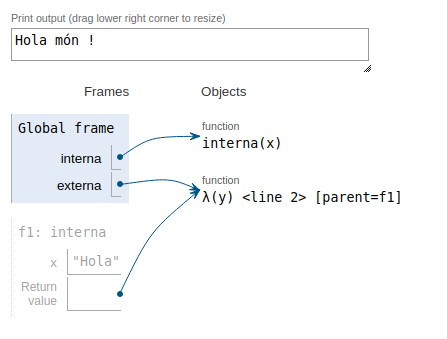 Print output (drag lower right corner to resize)
Hola món !
Frames
Objects
Global frame
interna
externa
function
interna(x)
function
λ(y) <line 2> [parent=f1]
f1: interna
x "Hola"
Return
value